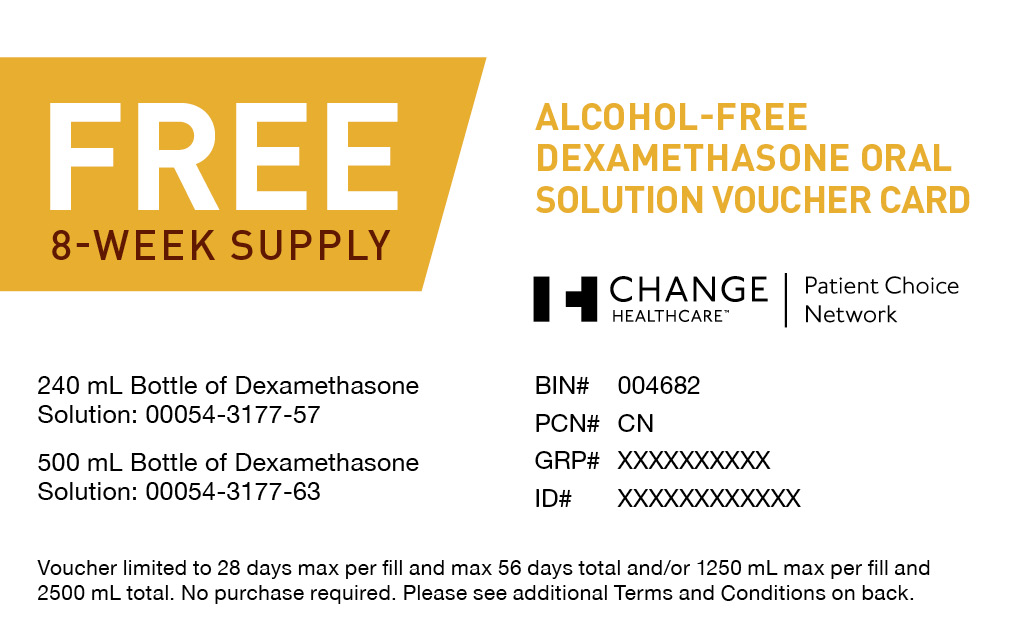 FREE
8-WEEK SUPPLY
ALCOHOL-FREE
DEXAMETHASONE ORAL
SOLUTION VOUCHER CARD
CHANGE
HEALTHCARE™
Patient Choice
Network
240 mL Bottle of Dexamethasone
Solution: 00054-3177-57
500 mL Bottle of Dexamethasone
Solution: 00054-3177-63
BIN# 004682
PCN# CN
GRP# XXXXXXXXXX
ID# XXXXXXXXXXXX
Voucher limited to 28 days max per fill and max 56 days total and/or 1250 mL max per fill and
2500 mL total. No purchase required. Please see additional Terms and Conditions on back.